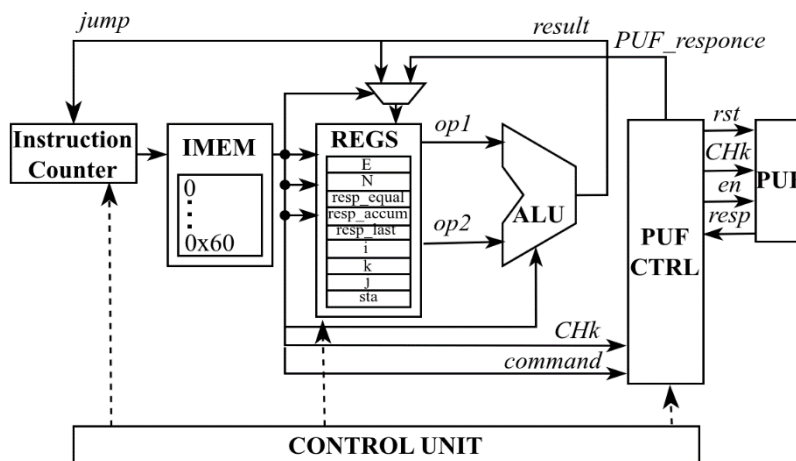 jump
result
PUF_responce
Instruction
Counter
IMEM
0
0x60
REGS
E
N
resp_equal
resp_accum
resp_last
i
k
j
sta
op1
op2
ALU
rst
CHk
en
resp
PUF
CTRL
PUF
CHk
command
CONTROL UNIT